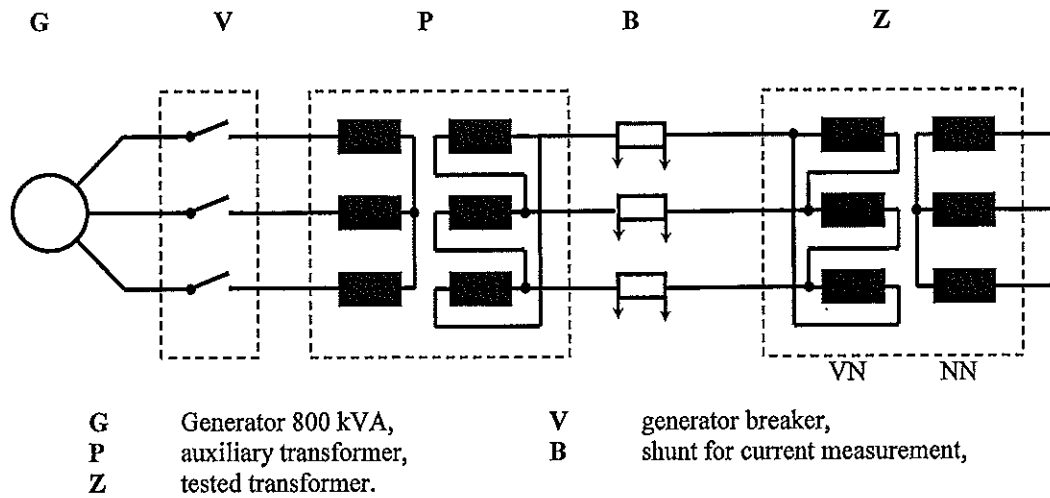 G V P B Z
VN NN
G Generator 800 kVA, V generator breaker,
P auxiliary transformer, B shunt for current measurement,
Z tested transformer.